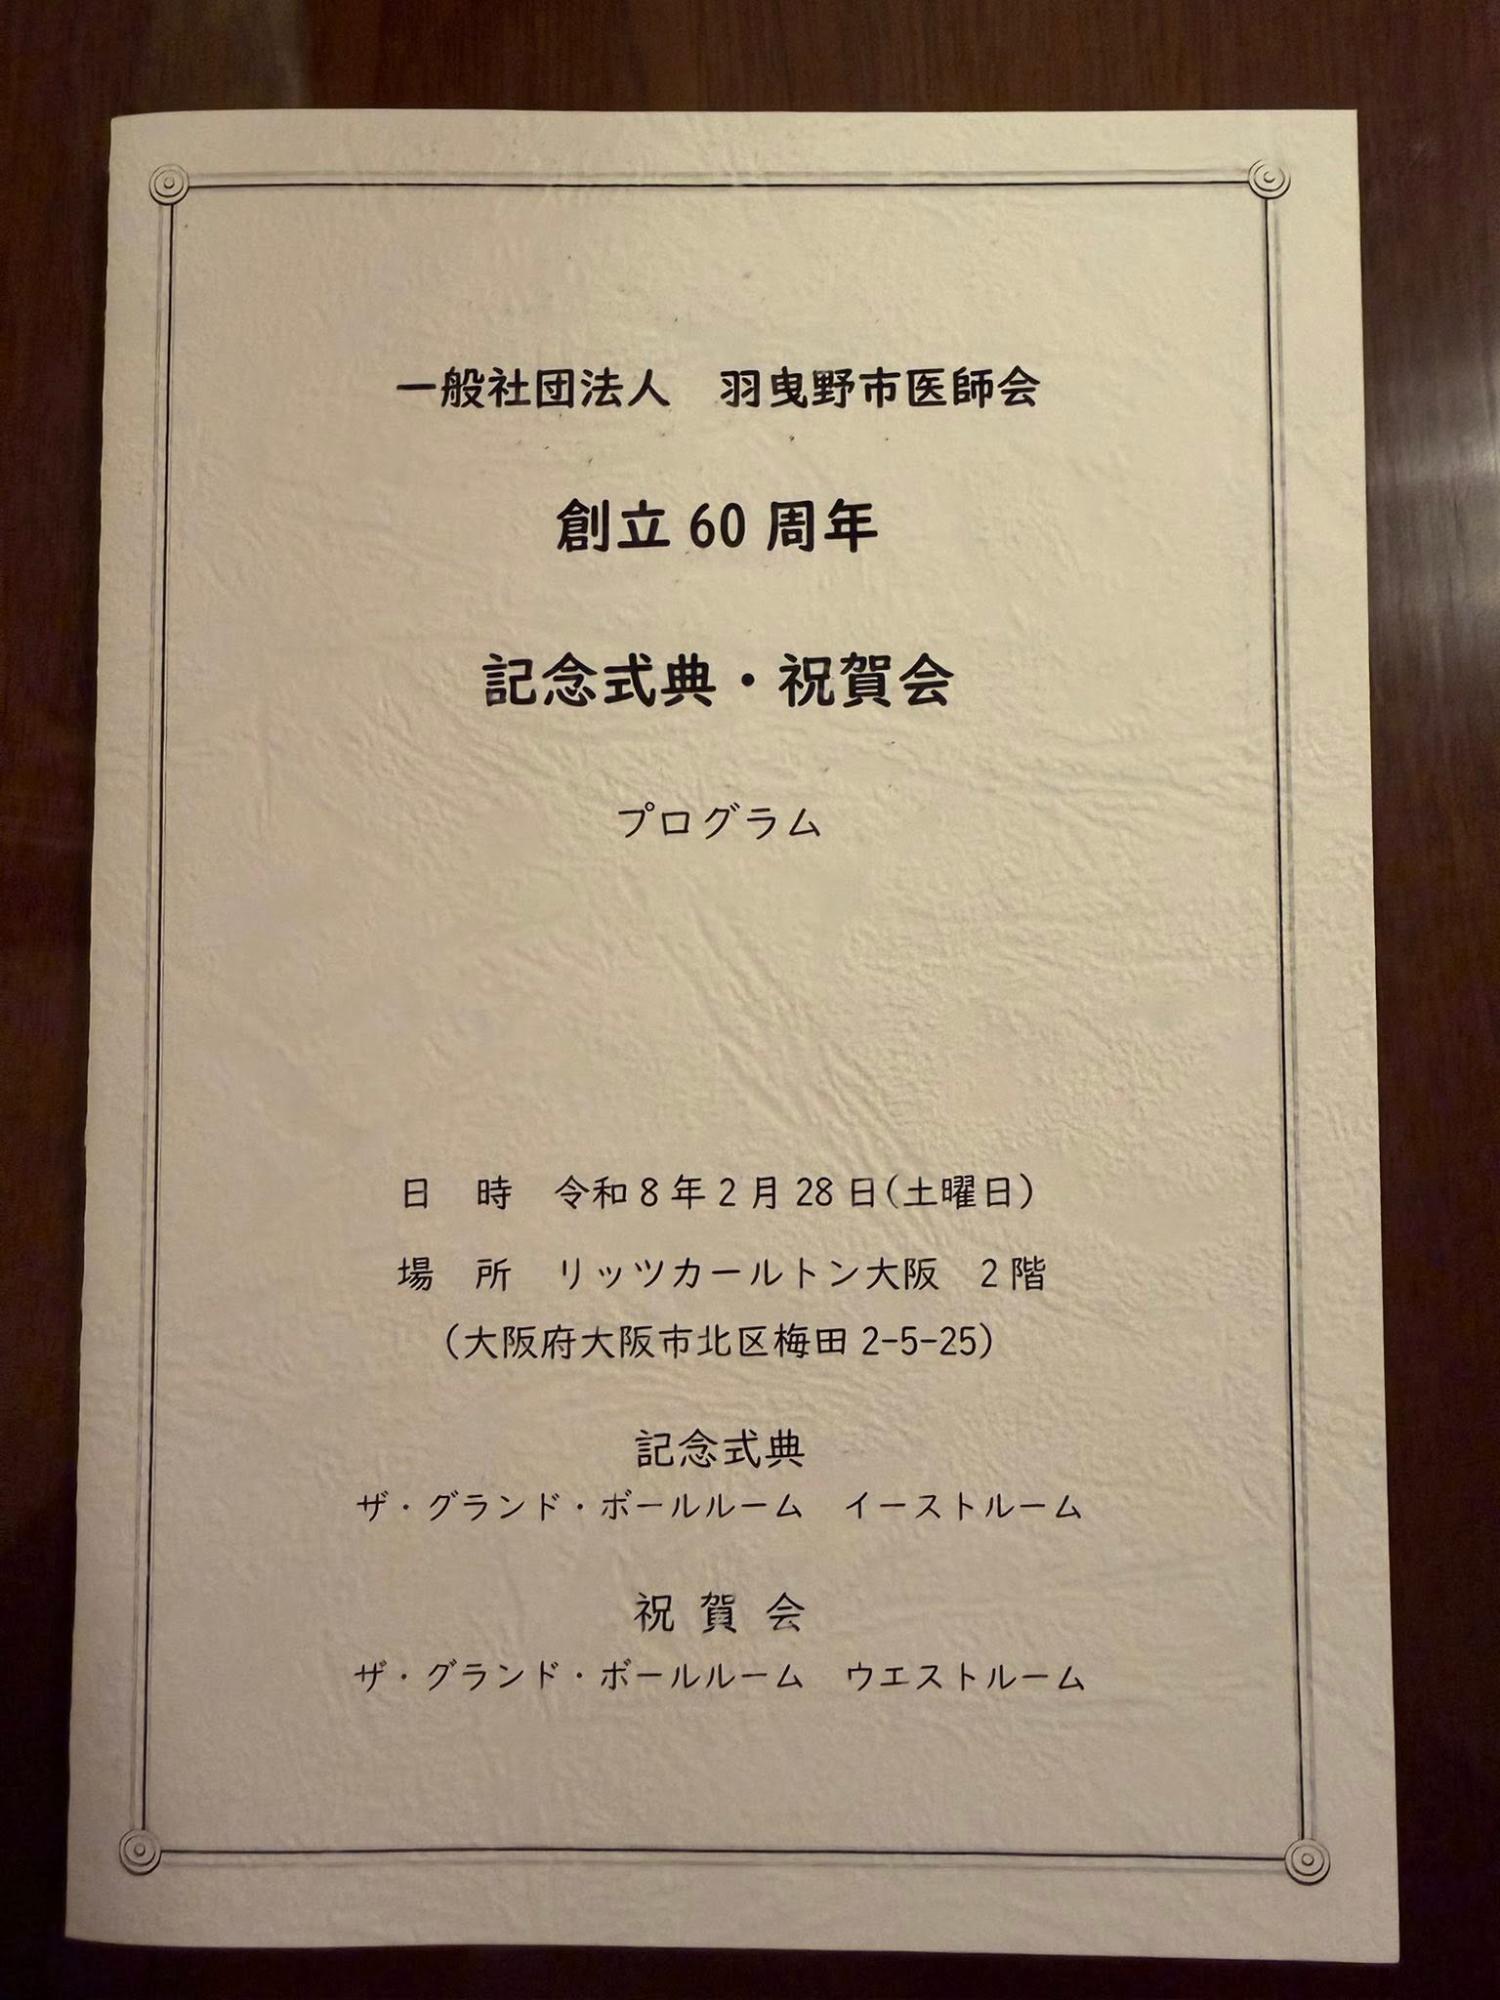 一般社団法人　羽曳野市医師会
創立 60 周年
記念式典・祝賀会
プログラム
日　時　令和 8 年 2 月 28 日(土曜日)
場　所　リッツカールトン大阪　2 階
(大阪府大阪市北区梅田 2-5-25)
記念式典
ザ・グランド・ボールルーム　イーストルーム
祝 賀 会
ザ・グランド・ボールルーム　ウエストルーム